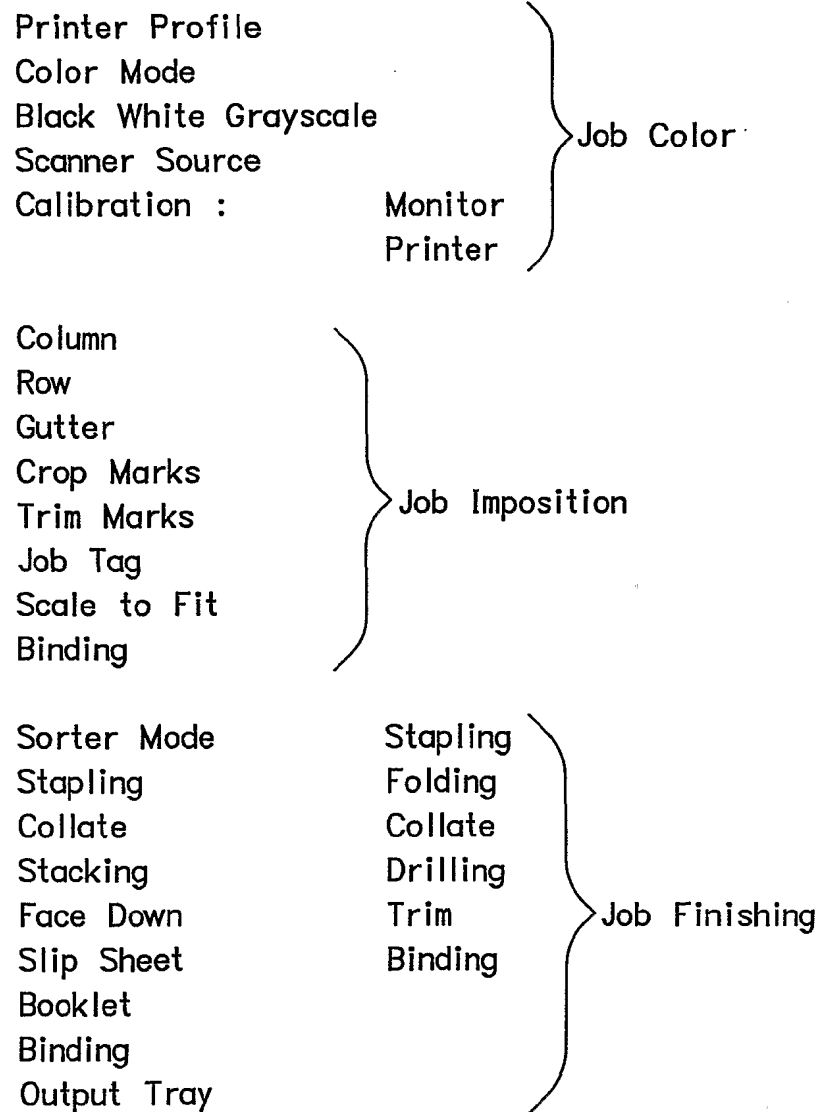 Printer Profile
Color Mode
Black White Grayscale
Job Color
Scanner Source
Calibration : Monitor
Printer
Column
Row
Gutter
Crop Marks
Job Imposition
Trim Marks
Job Tag
Scale to Fit
Binding
Sorter Mode Stapling
Stapling Folding
Collate Collate
Stacking Drilling
Face Down Trim Job Finishing
Slip Sheet Binding
Booklet
Binding
Output Tray